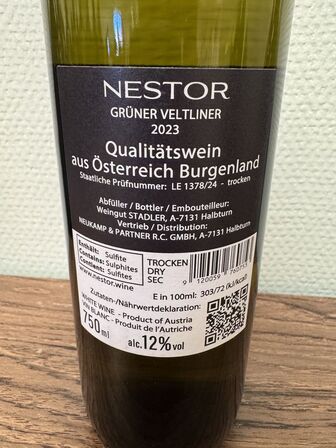 NESTOR
GRÜNER VELTLINER
2023
Qualitätswein
aus Österreich Burgenland
Staatliche Prüfnummer: LE 1378/24 - trocken
Abfüller / Bottler / Embouteilleur:
Weingut STADLER, A-7131 Halbturn
Vertrieb / Distribution:
NEUKAMP & PARTNER R.C. GMBH, A-7131 Halbturn
Enthält: Sulfite
Contains: Sulphites
Contient: Sulfites
www.nestor.wine
TROCKEN
DRY
SEC
Zutaten-/Nährwertdeklaration:
E in 100ml: 303/72 (kJ/kcal)
WHITE WINE - Product of Austria
VIN BLANC - Produit de l'Autriche
750ml
alc.12%vol